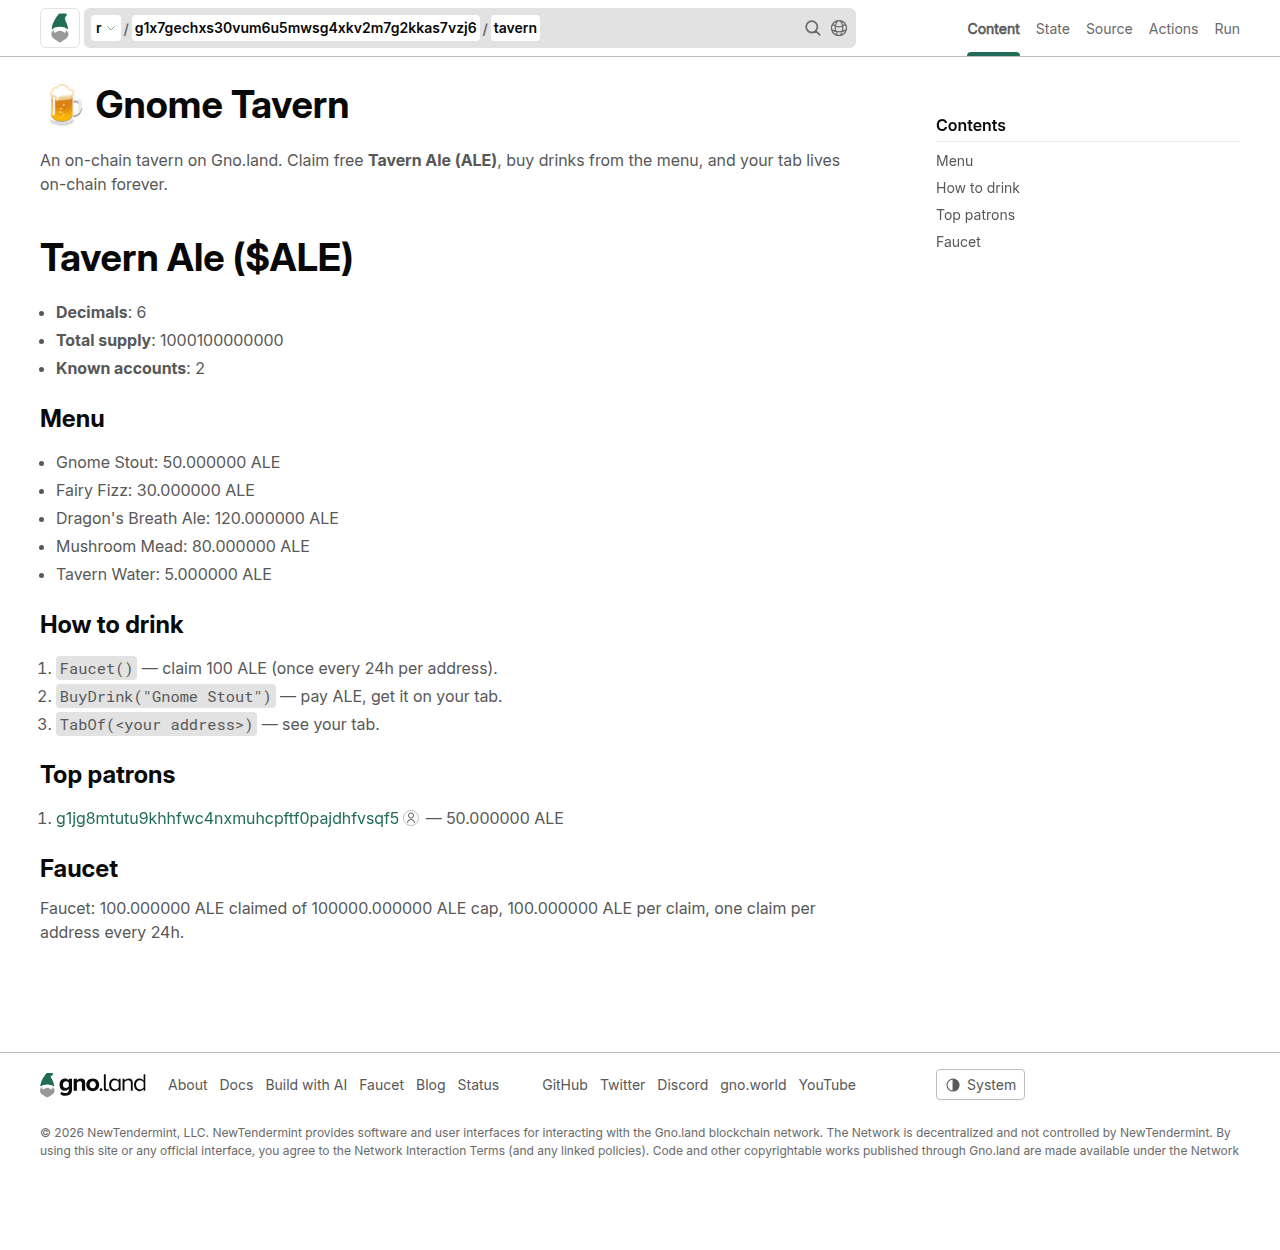 r / g1x7gechxs30vum6u5mwsg4xkv2m7g2kkas7vzj6 / tavern
Content State Source Actions Run
Gnome Tavern
An on-chain tavern on Gno.land. Claim free Tavern Ale (ALE), buy drinks from the menu, and your tab lives
on-chain forever.
Contents
Menu
How to drink
Top patrons
Faucet
Tavern Ale ($ALE)
• Decimals: 6
• Total supply: 1000100000000
• Known accounts: 2
Menu
• Gnome Stout: 50.000000 ALE
• Fairy Fizz: 30.000000 ALE
• Dragon's Breath Ale: 120.000000 ALE
• Mushroom Mead: 80.000000 ALE
• Tavern Water: 5.000000 ALE
How to drink
1. Faucet() — claim 100 ALE (once every 24h per address).
2. BuyDrink("Gnome Stout") — pay ALE, get it on your tab.
3. TabOf(<your address>) — see your tab.
Top patrons
1. g1jg8mtutu9khhfwc4nxmuhcpftf0pajdhfvsqf5 — 50.000000 ALE
Faucet
Faucet: 100.000000 ALE claimed of 100000.000000 ALE cap, 100.000000 ALE per claim, one claim per
address every 24h.
gno.land About Docs Build with AI Faucet Blog Status GitHub Twitter Discord gno.world YouTube System
© 2026 NewTendermint, LLC. NewTendermint provides software and user interfaces for interacting with the Gno.land blockchain network. The Network is decentralized and not controlled by NewTendermint. By
using this site or any official interface, you agree to the Network Interaction Terms (and any linked policies). Code and other copyrightable works published through Gno.land are made available under the Network